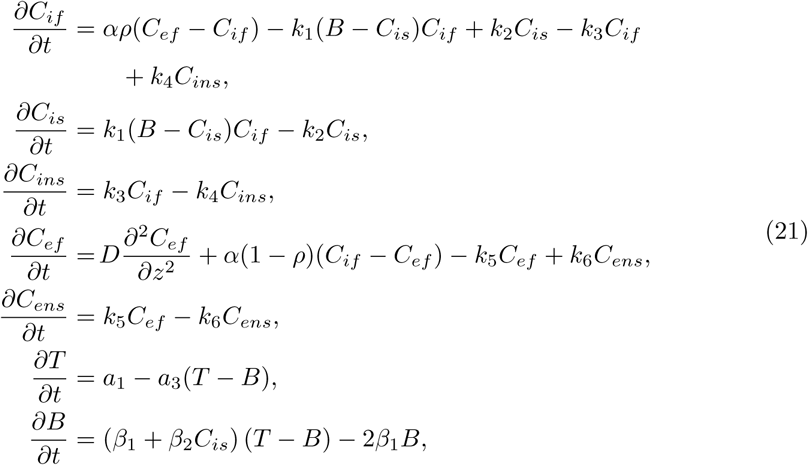 ∂C_{if}/∂t = αρ(C_{ef} − C_{if}) − k_1(B − C_{is})C_{if} + k_2C_{is} − k_3C_{if}
+ k_4C_{ins},
∂C_{is}/∂t = k_1(B − C_{is})C_{if} − k_2C_{is},
∂C_{ins}/∂t = k_3C_{if} − k_4C_{ins},
∂C_{ef}/∂t = D ∂²C_{ef}/∂z² + α(1 − ρ)(C_{if} − C_{ef}) − k_5C_{ef} + k_6C_{ens},
(21)
∂C_{ens}/∂t = k_5C_{ef} − k_6C_{ens},
∂T/∂t = a_1 − a_3(T − B),
∂B/∂t = (β_1 + β_2C_{is}) (T − B) − 2β_1B,